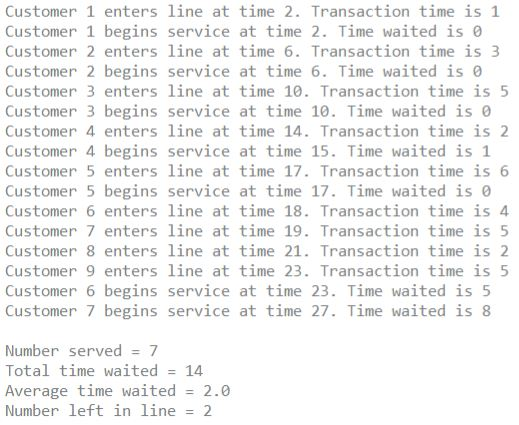 Customer 1 enters line at time 2. Transaction time is 1
Customer 1 begins service at time 2. Time waited is 0
Customer 2 enters line at time 6. Transaction time is 3
Customer 2 begins service at time 6. Time waited is 0
Customer 3 enters line at time 10. Transaction time is 5
Customer 3 begins service at time 10. Time waited is 0
Customer 4 enters line at time 14. Transaction time is 2
Customer 4 begins service at time 15. Time waited is 1
Customer 5 enters line at time 17. Transaction time is 6
Customer 5 begins service at time 17. Time waited is 0
Customer 6 enters line at time 18. Transaction time is 4
Customer 7 enters line at time 19. Transaction time is 5
Customer 8 enters line at time 21. Transaction time is 2
Customer 9 enters line at time 23. Transaction time is 5
Customer 6 begins service at time 23. Time waited is 5
Customer 7 begins service at time 27. Time waited is 8

Number served = 7
Total time waited = 14
Average time waited = 2.0
Number left in line = 2